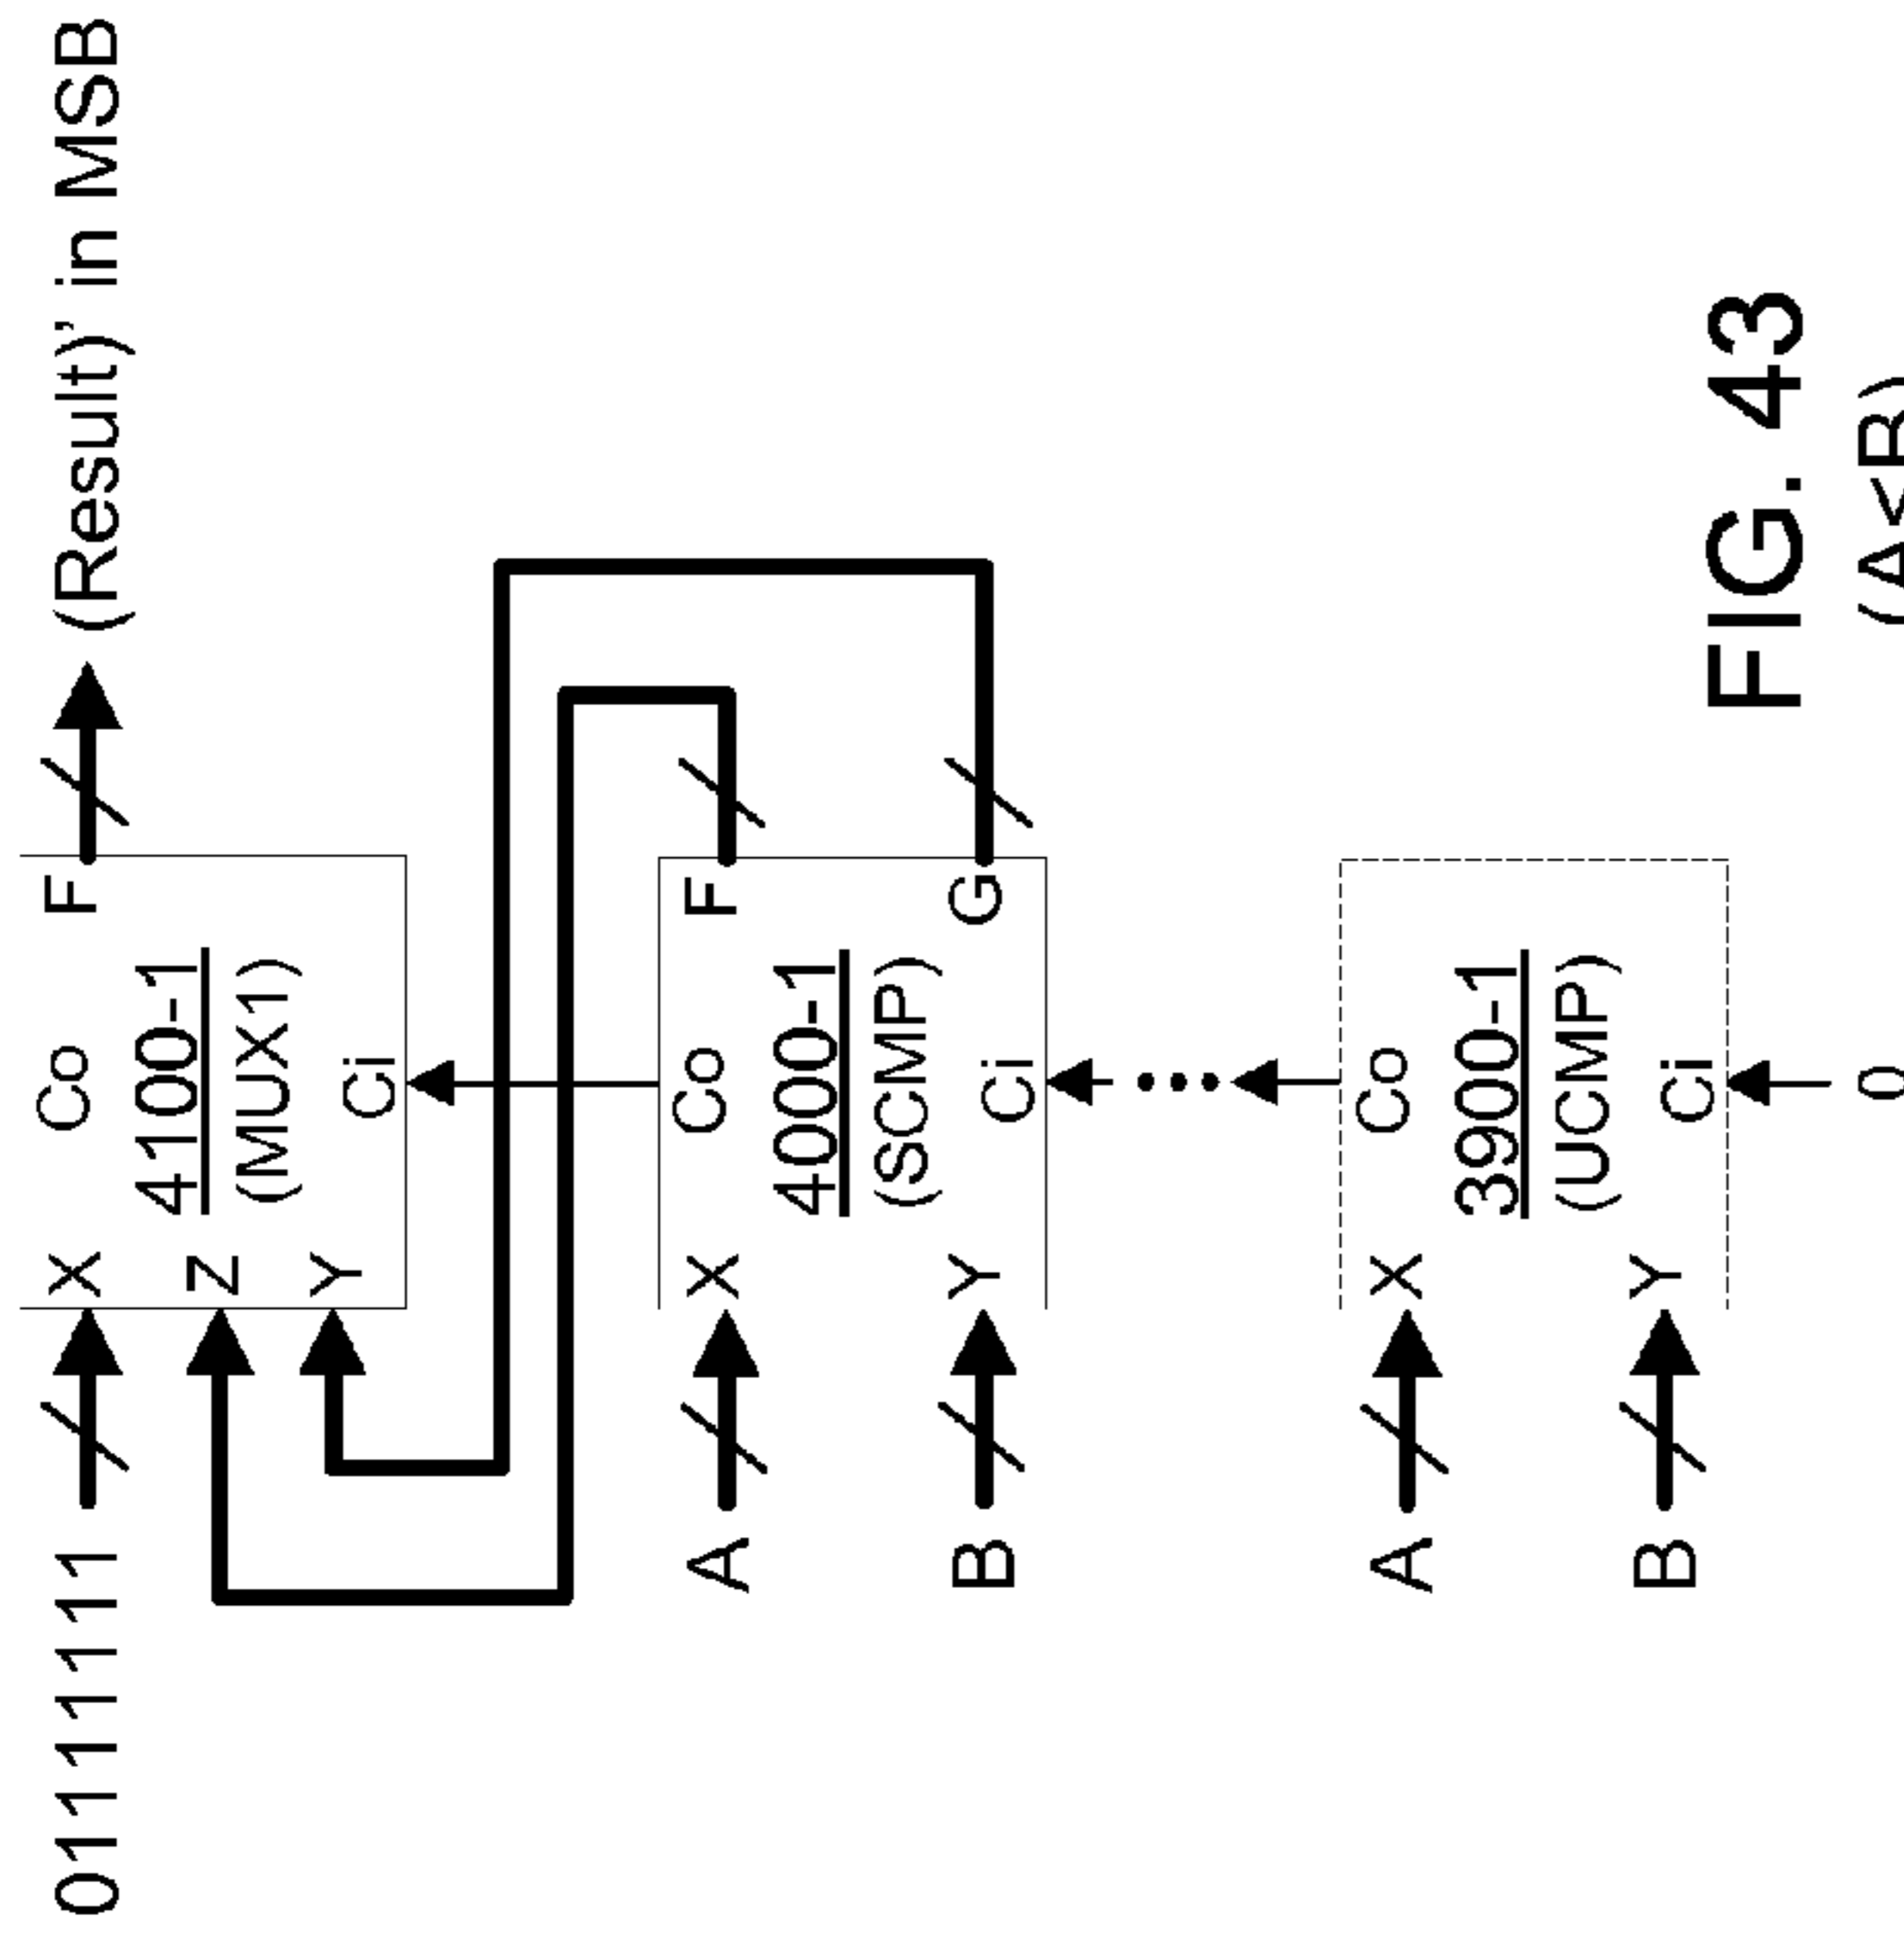 01111111 X Co F (Result)' in MSB
4100-1
Z
(MUX1)
Y Ci
A X Co F
4000-1
(SCMP)
B Y Ci G
A X Co
3900-1
(UCMP)
B Y Ci
FIG. 43
0
(A<B)